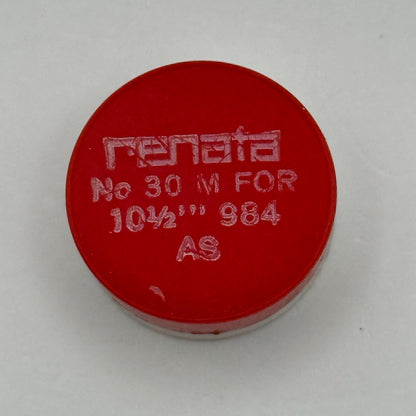 renata
No 30 M FOR
10½''' 984
AS